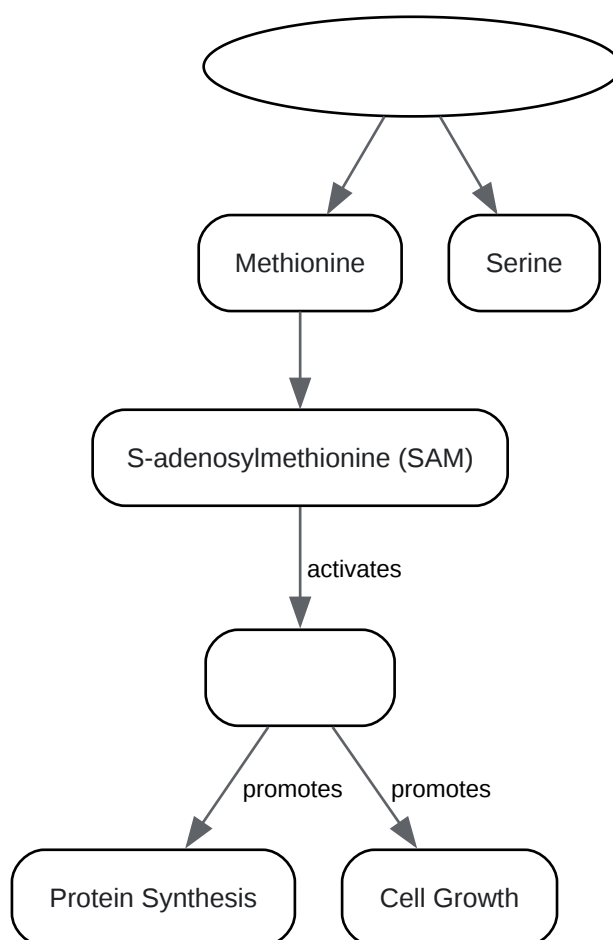 Methionine
Serine
S-adenosylmethionine (SAM)
activates
promotes
promotes
Protein Synthesis
Cell Growth